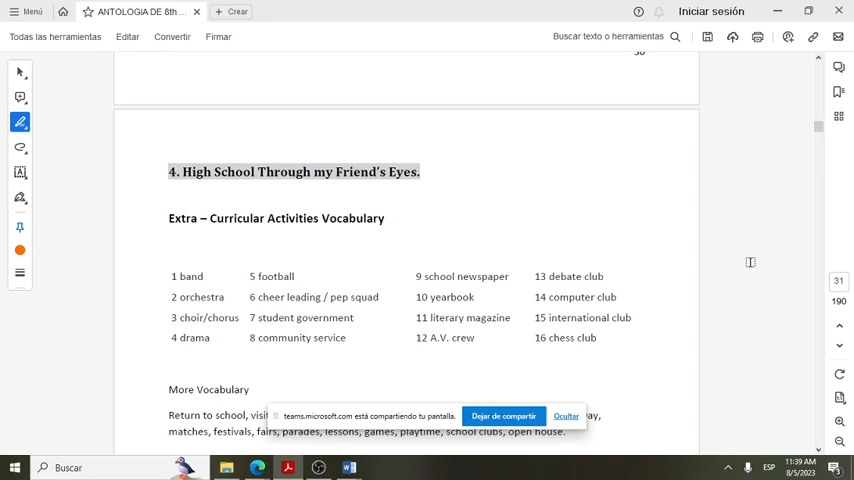 Menú
ANTOLOGIA DE 8th ...
Crear
Iniciar sesión
Todas las herramientas Editar Convertir Firmar
Buscar texto o herramientas
4. High School Through my Friend's Eyes.
Extra – Curricular Activities Vocabulary
1 band 5 football 9 school newspaper 13 debate club
2 orchestra 6 cheer leading / pep squad 10 yearbook 14 computer club
3 choir/chorus 7 student government 11 literary magazine 15 international club
4 drama 8 community service 12 A.V. crew 16 chess club
More Vocabulary
Return to school,
matches, festivals, fairs, parades, lessons, games, playtime, school clubs, open house.
teams.microsoft.com está compartiendo tu pantalla.
Dejar de compartir
Ocultar
31
190
Buscar
ESP
11:39 AM
8/5/2023
3